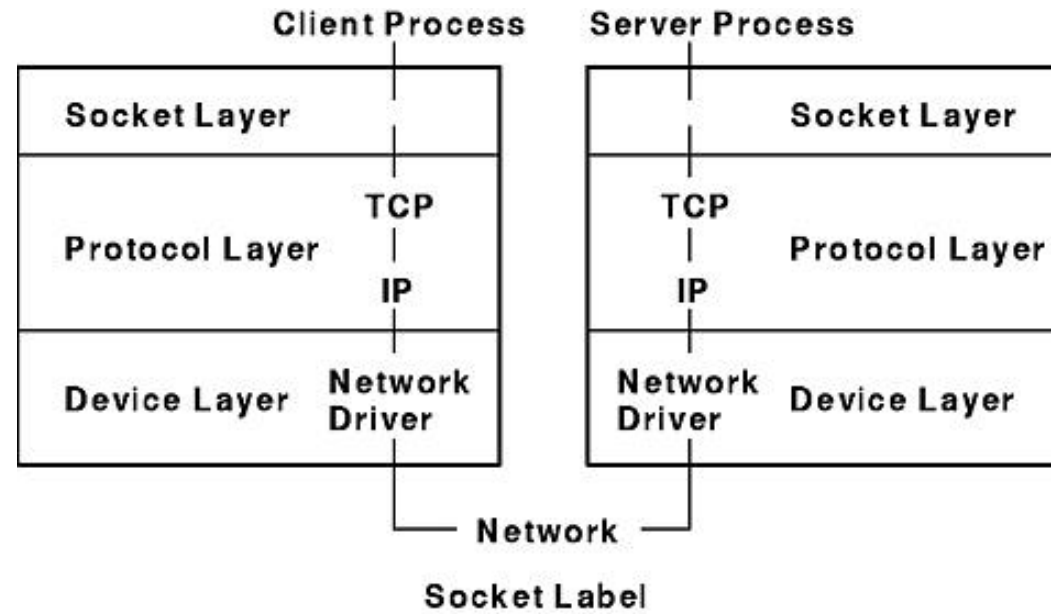 Client Process
Server Process
Socket Layer
Socket Layer
TCP
TCP
Protocol Layer
Protocol Layer
IP
IP
Device Layer
Network
Driver
Network
Driver
Device Layer
Network
Socket Label